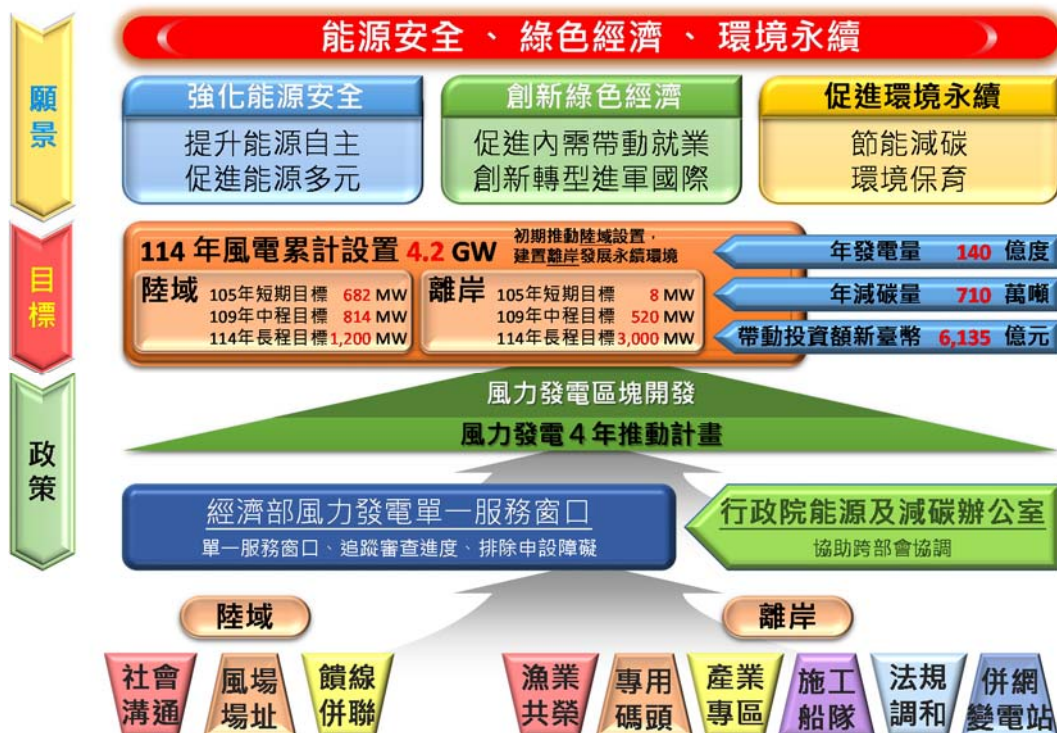 願景
能源安全、綠色經濟、環境永續
強化能源安全
提升能源自主
促進能源多元
創新綠色經濟
促進內需帶動就業
創新轉型進軍國際
促進環境永續
節能減碳
環境保育
目標
114 年風電累計設置 4.2 GW
初期推動陸域設置，
建置離岸發展永續環境
陸域
105年短期目標 682 MW
109年中程目標 814 MW
114年長程目標 1,200 MW
離岸
105年短期目標 8 MW
109年中程目標 520 MW
114年長程目標 3,000 MW
年發電量 140 億度
年減碳量 710 萬噸
帶動投資額新臺幣 6,135 億元
政策
風力發電區塊開發
風力發電 4 年推動計畫
經濟部風力發電單一服務窗口
單一服務窗口、追蹤審查進度、排除申設障礙
行政院能源及減碳辦公室
協助跨部會協調
陸域
社會
溝通
風場
場址
饋線
併聯
離岸
漁業
共榮
專用
碼頭
產業
專區
施工
船隊
法規
調和
併網
變電站